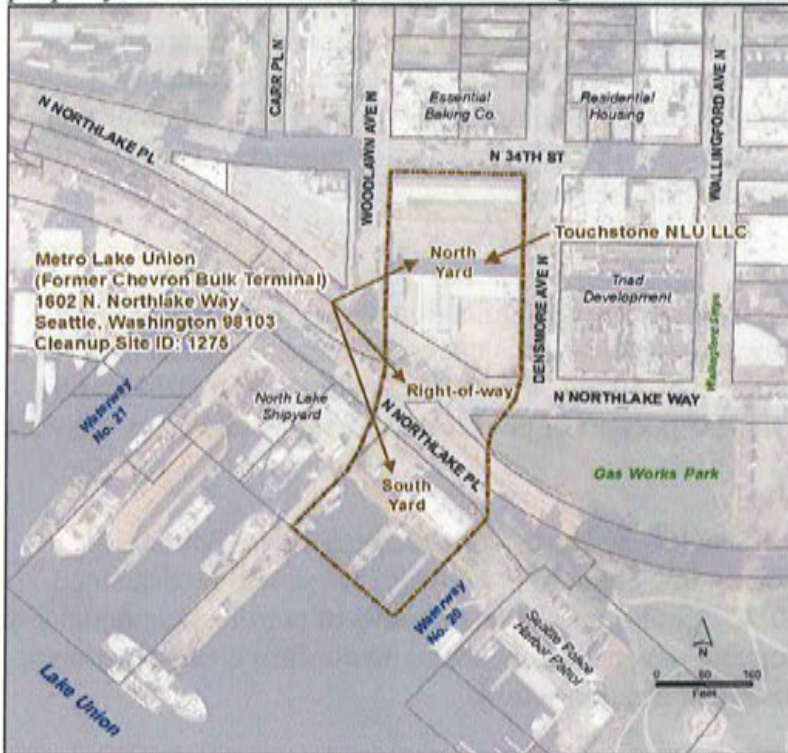 CARR PL N
WOODLAWN AVE N
Essential
Baking Co.
Residential
Housing
WALLINGFORD AVE N
N NORTHLAKE PL
N 34TH ST
North
Yard
Touchstone NLU LLC
Metro Lake Union
(Former Chevron Bulk Terminal)
1602 N. Northlake Way
Seattle, Washington 98103
Cleanup Site ID: 1275
DENSMORE AVE N
Triad
Development
Wallingford Steps
Waterway
No. 21
North Lake
Shipyard
Right-of-way
N NORTHLAKE WAY
N NORTHLAKE PL
South
Yard
Gas Works Park
Waterway
No. 20
Seattle Police
Harbor Patrol
Lake Union
N
0 80 160
Feet